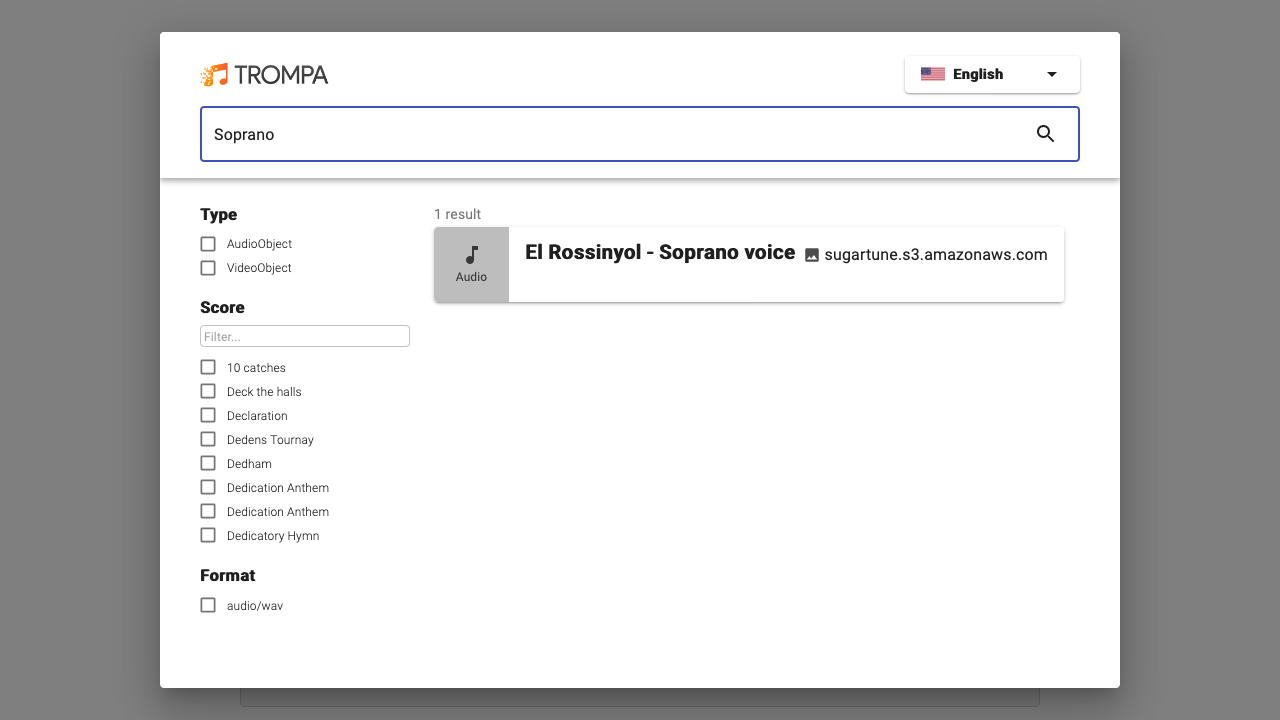 TROMPA
English
Soprano
Type
AudioObject
VideoObject
Score
Filter...
10 catches
Deck the halls
Declaration
Dedens Tournay
Dedham
Dedication Anthem
Dedication Anthem
Dedicatory Hymn
Format
audio/wav
1 result
Audio
El Rossinyol - Soprano voice sugartune.s3.amazonaws.com